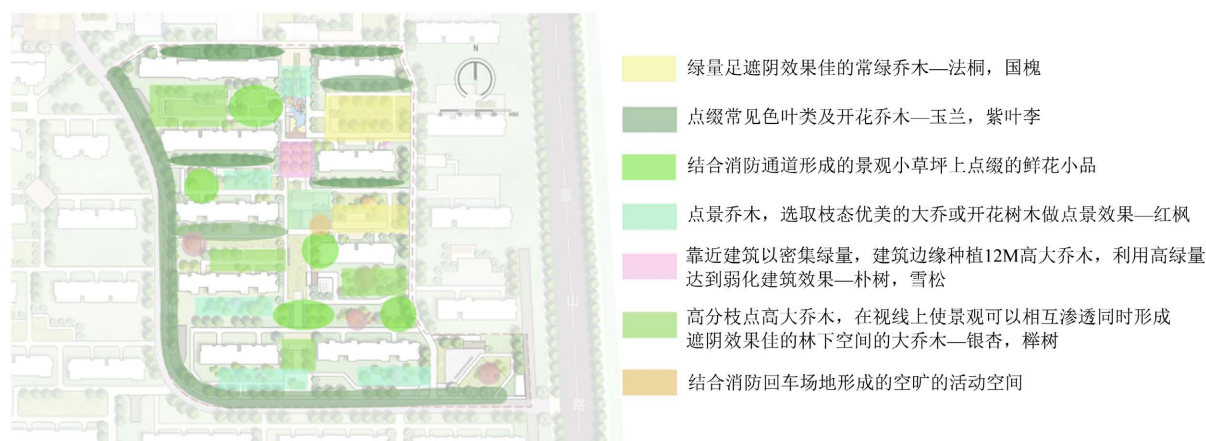 N
40M
路
山
路
绿量足遮阴效果佳的常绿乔木—法桐，国槐
点缀常见色叶类及开花乔木—玉兰，紫叶李
结合消防通道形成的景观小草坪上点缀的鲜花小品
点景乔木，选取枝态优美的大乔或开花树木做点景效果—红枫
靠近建筑以密集绿量，建筑边缘种植12M高大乔木，利用高绿量
达到弱化建筑效果—朴树，雪松
高分枝点高大乔木，在视线上使景观可以相互渗透同时形成
遮阴效果佳的林下空间的大乔木—银杏，榉树
结合消防回车场地形成的空旷的活动空间